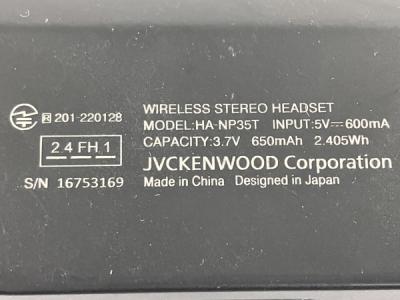 R 201-220128
2.4 FH 1
S/N 16753169
WIRELESS STEREO HEADSET
MODEL:HA-NP35T INPUT:5V⎓600mA
CAPACITY:3.7V 650mAh 2.405Wh
JVCKENWOOD Corporation
Made in China Designed in Japan